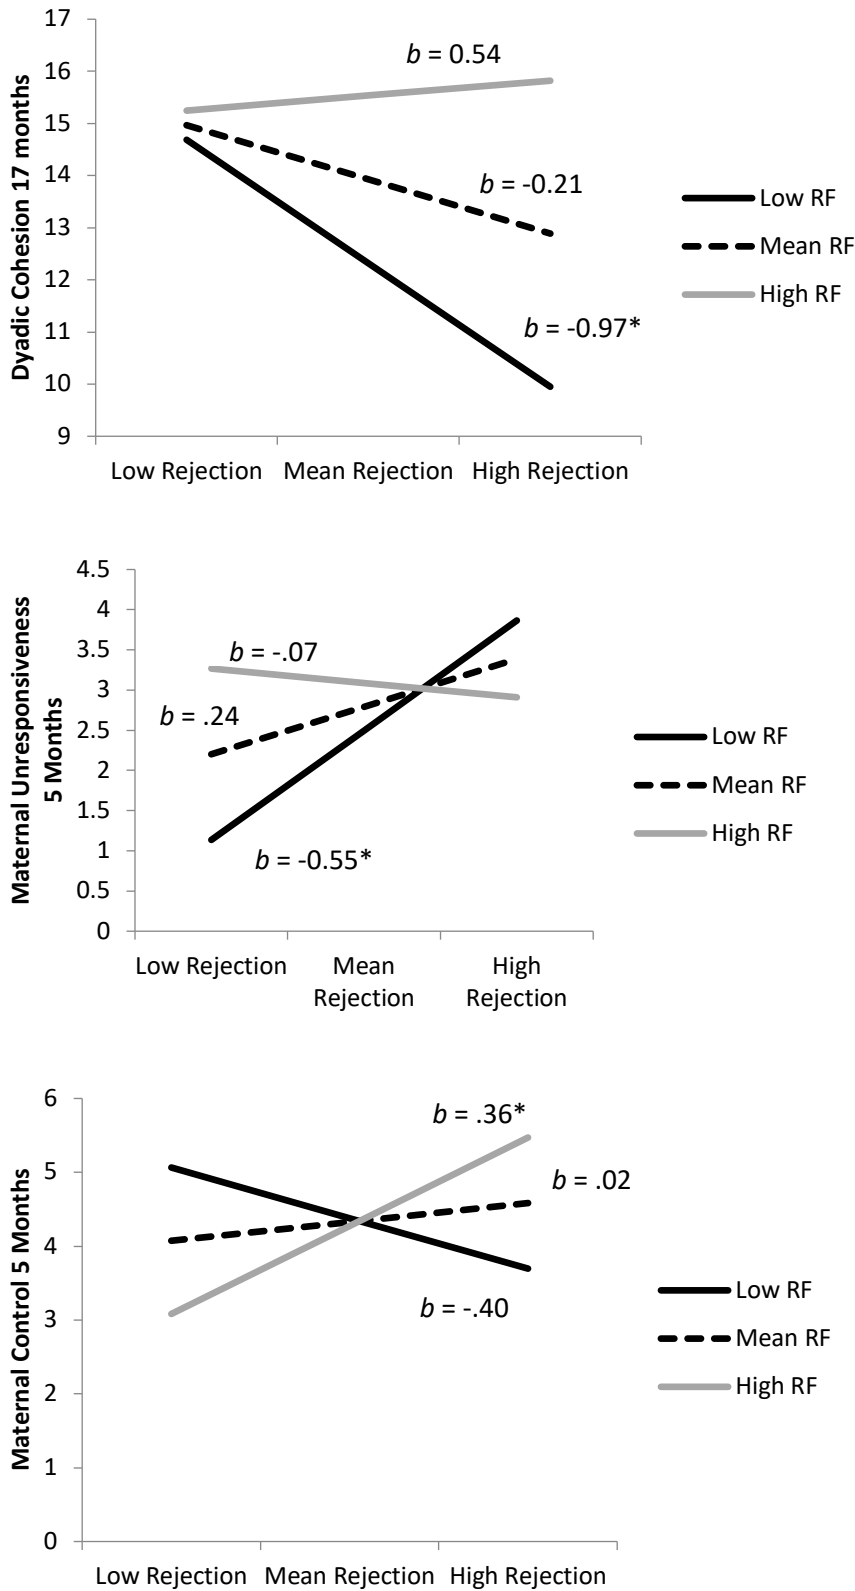 Dyadic Cohesion 17 months
17
16
15
14
13
12
11
10
9
b = 0.54
b = -0.21
b = -0.97*
Low Rejection Mean Rejection High Rejection
Low RF
Mean RF
High RF
Maternal Unresponsiveness
5 Months
4.5
4
3.5
3
2.5
2
1.5
1
0.5
0
b = -.07
b = .24
b = -0.55*
Low Rejection Mean High
Rejection Rejection
Low RF
Mean RF
High RF
Maternal Control 5 Months
6
5
4
3
2
1
0
b = .36*
b = .02
b = -.40
Low Rejection Mean Rejection High Rejection
Low RF
Mean RF
High RF